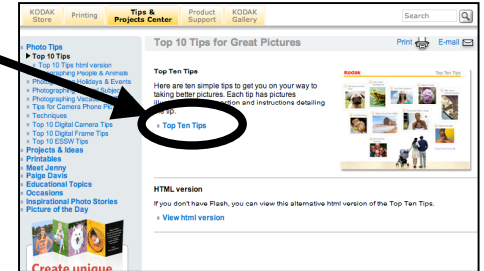 KODAK Store
Printing
Tips & Projects Center
Product Support
KODAK Gallery
Search
Photo Tips
Top 10 Tips
Top 10 Tips html version
Photographing People & Animals
Holidays & Events
Photographing
Photographing
Tips for Camera Phone
Techniques
Top 10 Digital Camera Tips
Top 10 Digital Frame Tips
Top 10 ESSW Tips
Projects & Ideas
Printables
Meet Jenny
Paige Davis
Educational Topics
Occasions
Inspirational Photo Stories
Picture of the Day
Create unique
Top 10 Tips for Great Pictures
Print
E-mail
Top Ten Tips
Here are ten simple tips to get you on your way to
taking better pictures. Each tip has pictures
and instructions detailing
tip.
Top Ten Tips
Kodak
Top Ten Tips
HTML version
If you don't have Flash, you can view this alternative html version of the Top Ten Tips.
View html version